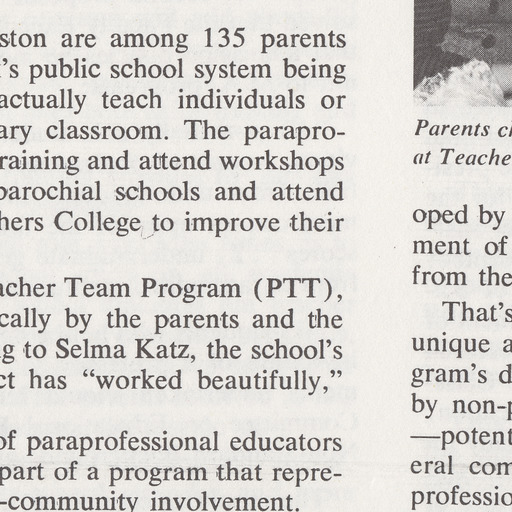 ston are among 135 parents
's public school system being
actually teach individuals or
ary classroom. The parapro-
raining and attend workshops
parochial schools and attend
hers College to improve their
acher Team Program (PTT),
cally by the parents and the
g to Selma Katz, the school's
ct has “worked beautifully,”
of paraprofessional educators
part of a program that repre-
-community involvement.
Parents c
at Teache
oped by
ment of
from the
That's
unique a
gram's d
by non-p
—potent
eral com
professio